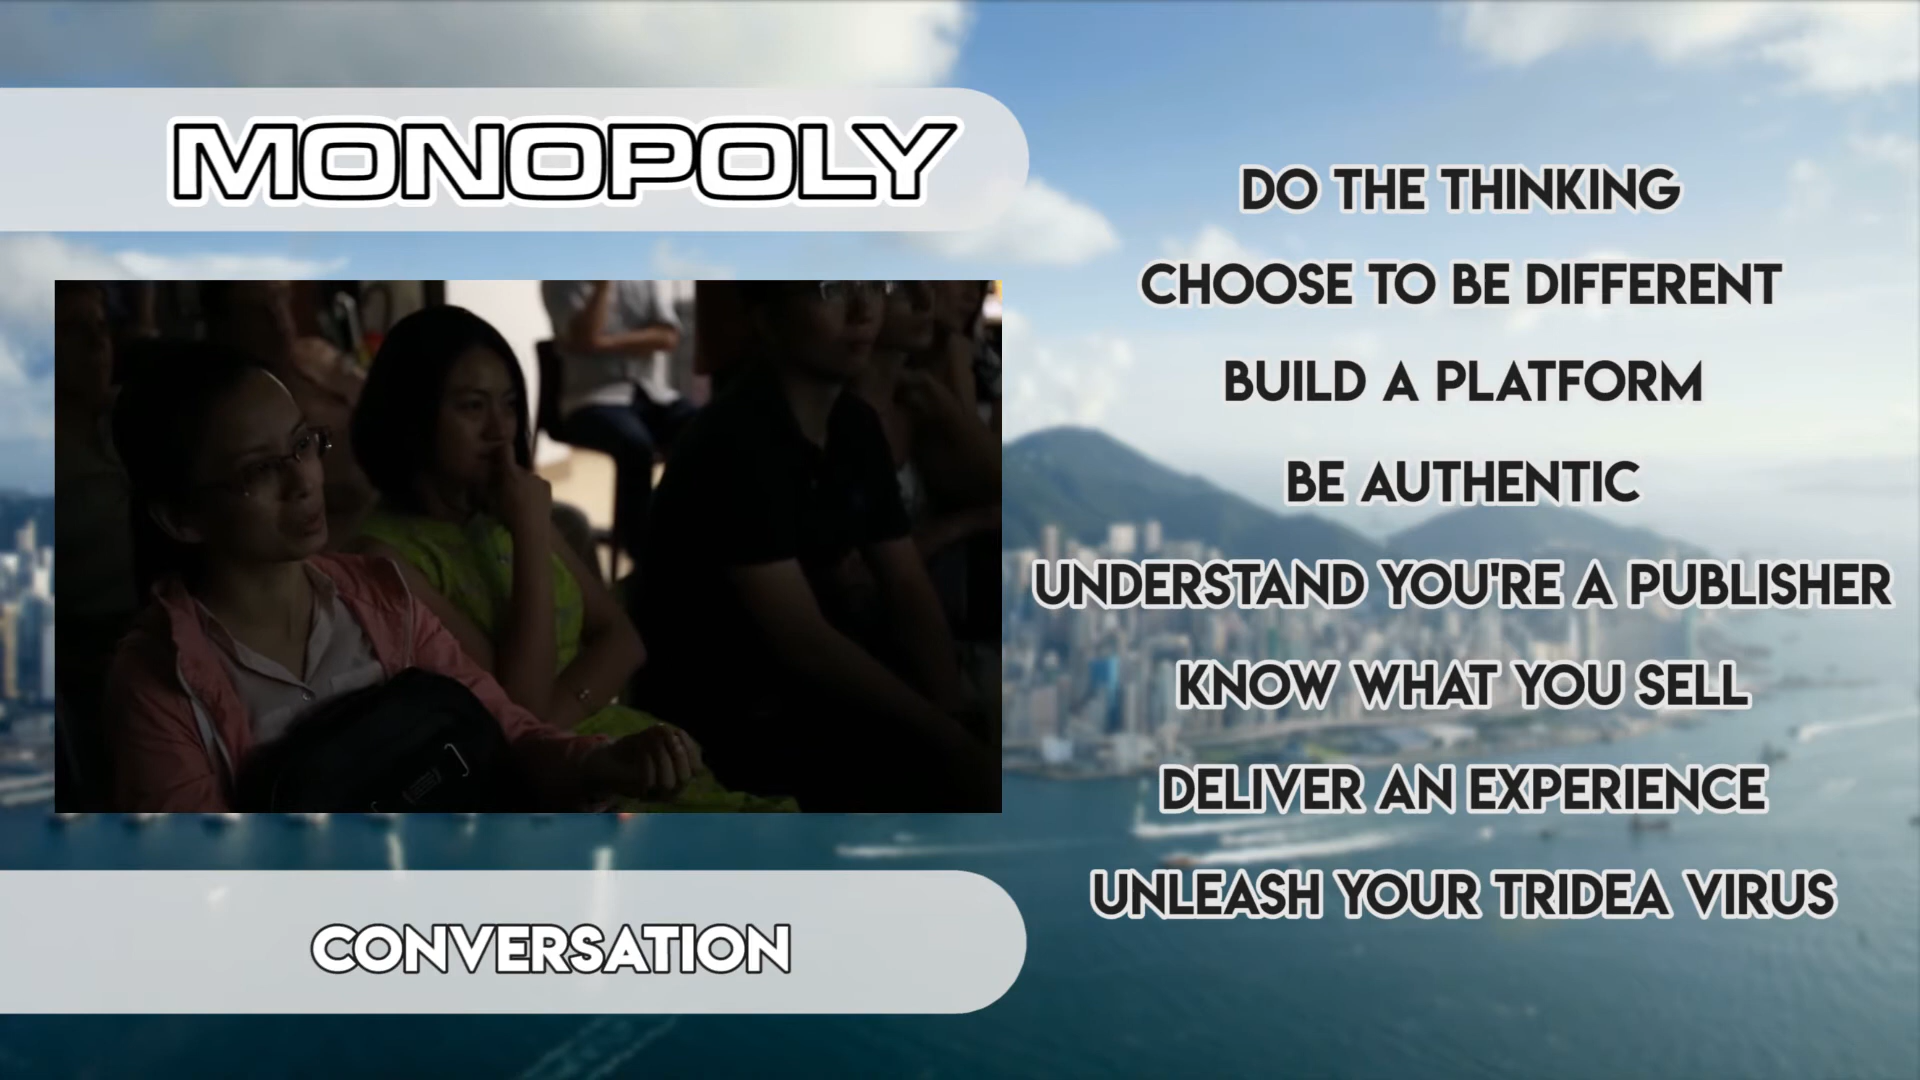 MONOPOLY
DO THE THINKING
CHOOSE TO BE DIFFERENT
BUILD A PLATFORM
BE AUTHENTIC
UNDERSTAND YOU'RE A PUBLISHER
KNOW WHAT YOU SELL
DELIVER AN EXPERIENCE
UNLEASH YOUR TRIDEA VIRUS
CONVERSATION